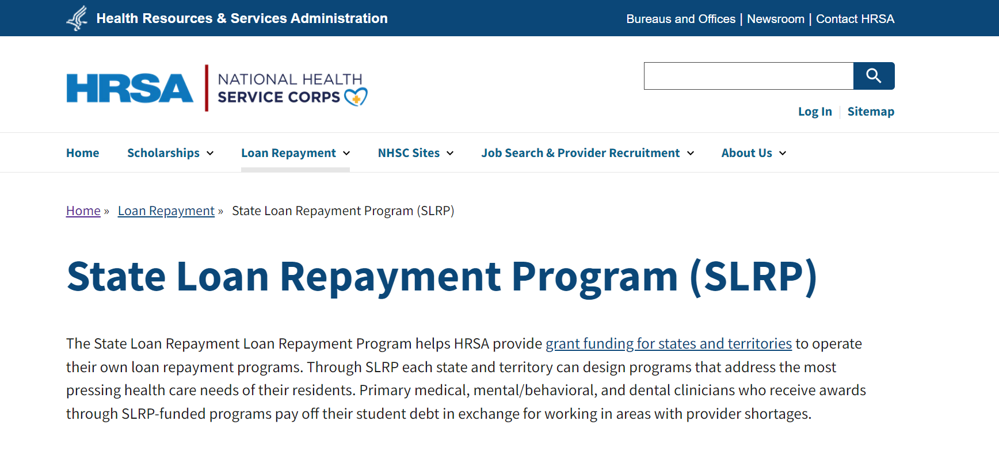 Health Resources & Services Administration
Bureaus and Offices | Newsroom | Contact HRSA
HRSA
NATIONAL HEALTH
SERVICE CORPS
Log In
Sitemap
Home
Scholarships
Loan Repayment
NHSC Sites
Job Search & Provider Recruitment
About Us
Home » Loan Repayment » State Loan Repayment Program (SLRP)
State Loan Repayment Program (SLRP)
The State Loan Repayment Loan Repayment Program helps HRSA provide grant funding for states and territories to operate
their own loan repayment programs. Through SLRP each state and territory can design programs that address the most
pressing health care needs of their residents. Primary medical, mental/behavioral, and dental clinicians who receive awards
through SLRP-funded programs pay off their student debt in exchange for working in areas with provider shortages.